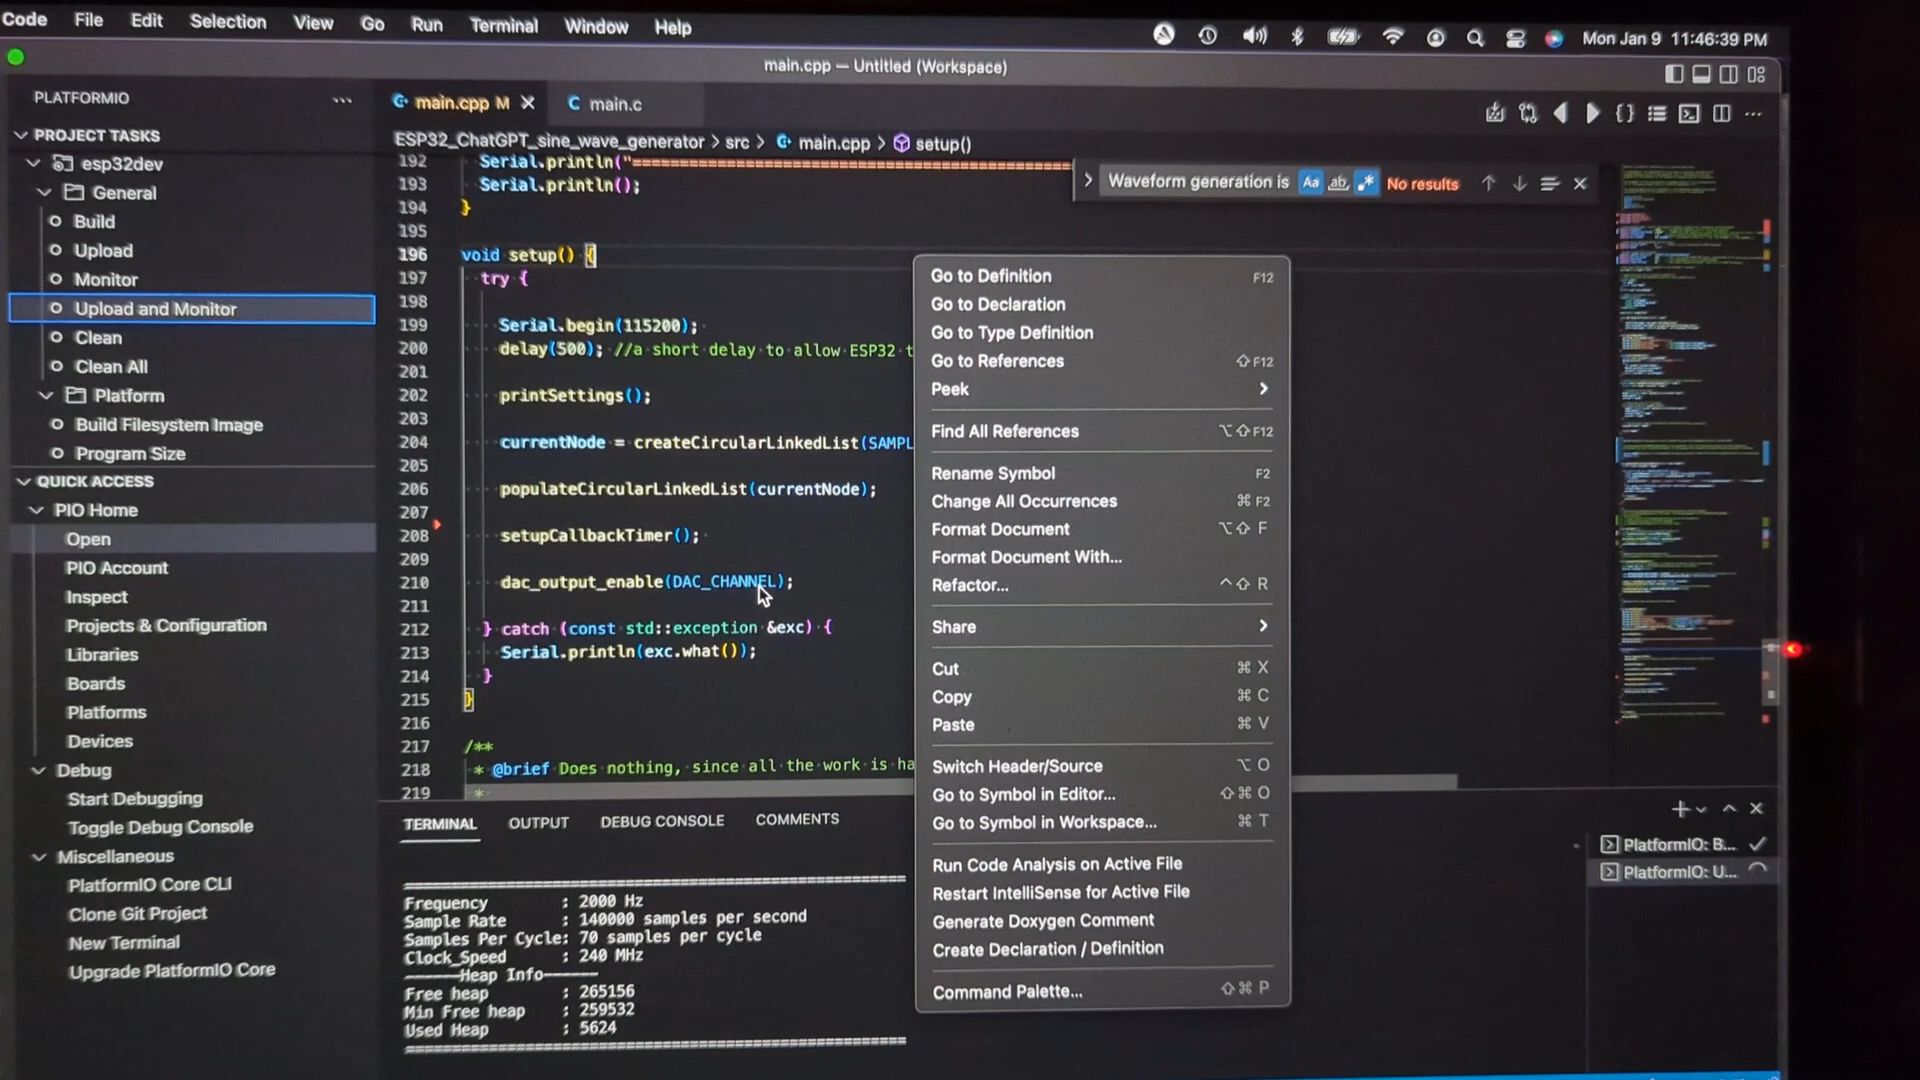 Code File Edit Selection View Go Run Terminal Window Help Mon Jan 9 11:46:39 PM
main.cpp — Untitled (Workspace)
PLATFORMIO ...
PROJECT TASKS
esp32dev
General
Build
Upload
Monitor
Upload and Monitor
Clean
Clean All
Platform
Build Filesystem Image
Program Size
QUICK ACCESS
PIO Home
Open
PIO Account
Inspect
Projects & Configuration
Libraries
Boards
Platforms
Devices
Debug
Start Debugging
Toggle Debug Console
Miscellaneous
PlatformIO Core CLI
Clone Git Project
New Terminal
Upgrade PlatformIO Core
main.cpp M main.c
ESP32_ChatGPT_sine_wave_generator > src > main.cpp > setup()
Waveform generation is Aa ab No results
192 Serial.println("=============================================
193 Serial.println();
194 }
195
196 void setup() {
197 try {
198
199 Serial.begin(115200);
200 delay(500); //a short delay to allow ESP32 t
201
202 printSettings();
203
204 currentNode = createCircularLinkedList(SAMPL
205
206 populateCircularLinkedList(currentNode);
207
208 setupCallbackTimer();
209
210 dac_output_enable(DAC_CHANNEL);
211
212 } catch (const std::exception &exc) {
213 Serial.println(exc.what());
214 }
215 }
216
217 /**
218 * @brief Does nothing, since all the work is ha
219 *
Go to Definition F12
Go to Declaration
Go to Type Definition
Go to References ⇧F12
Peek
Find All References ⌥⇧F12
Rename Symbol F2
Change All Occurrences ⌘F2
Format Document ⌥⇧F
Format Document With...
Refactor... ^⇧R
Share
Cut ⌘X
Copy ⌘C
Paste ⌘V
Switch Header/Source ⌥O
Go to Symbol in Editor... ⇧⌘O
Go to Symbol in Workspace... ⌘T
Run Code Analysis on Active File
Restart IntelliSense for Active File
Generate Doxygen Comment
Create Declaration / Definition
Command Palette... ⇧⌘P
TERMINAL OUTPUT DEBUG CONSOLE COMMENTS
PlatformIO: B...
PlatformIO: U...
=======================================================
Frequency : 2000 Hz
Sample Rate : 140000 samples per second
Samples Per Cycle: 70 samples per cycle
Clock_Speed : 240 MHz
------Heap Info------
Free heap : 265156
Min Free heap : 259532
Used Heap : 5624
=======================================================